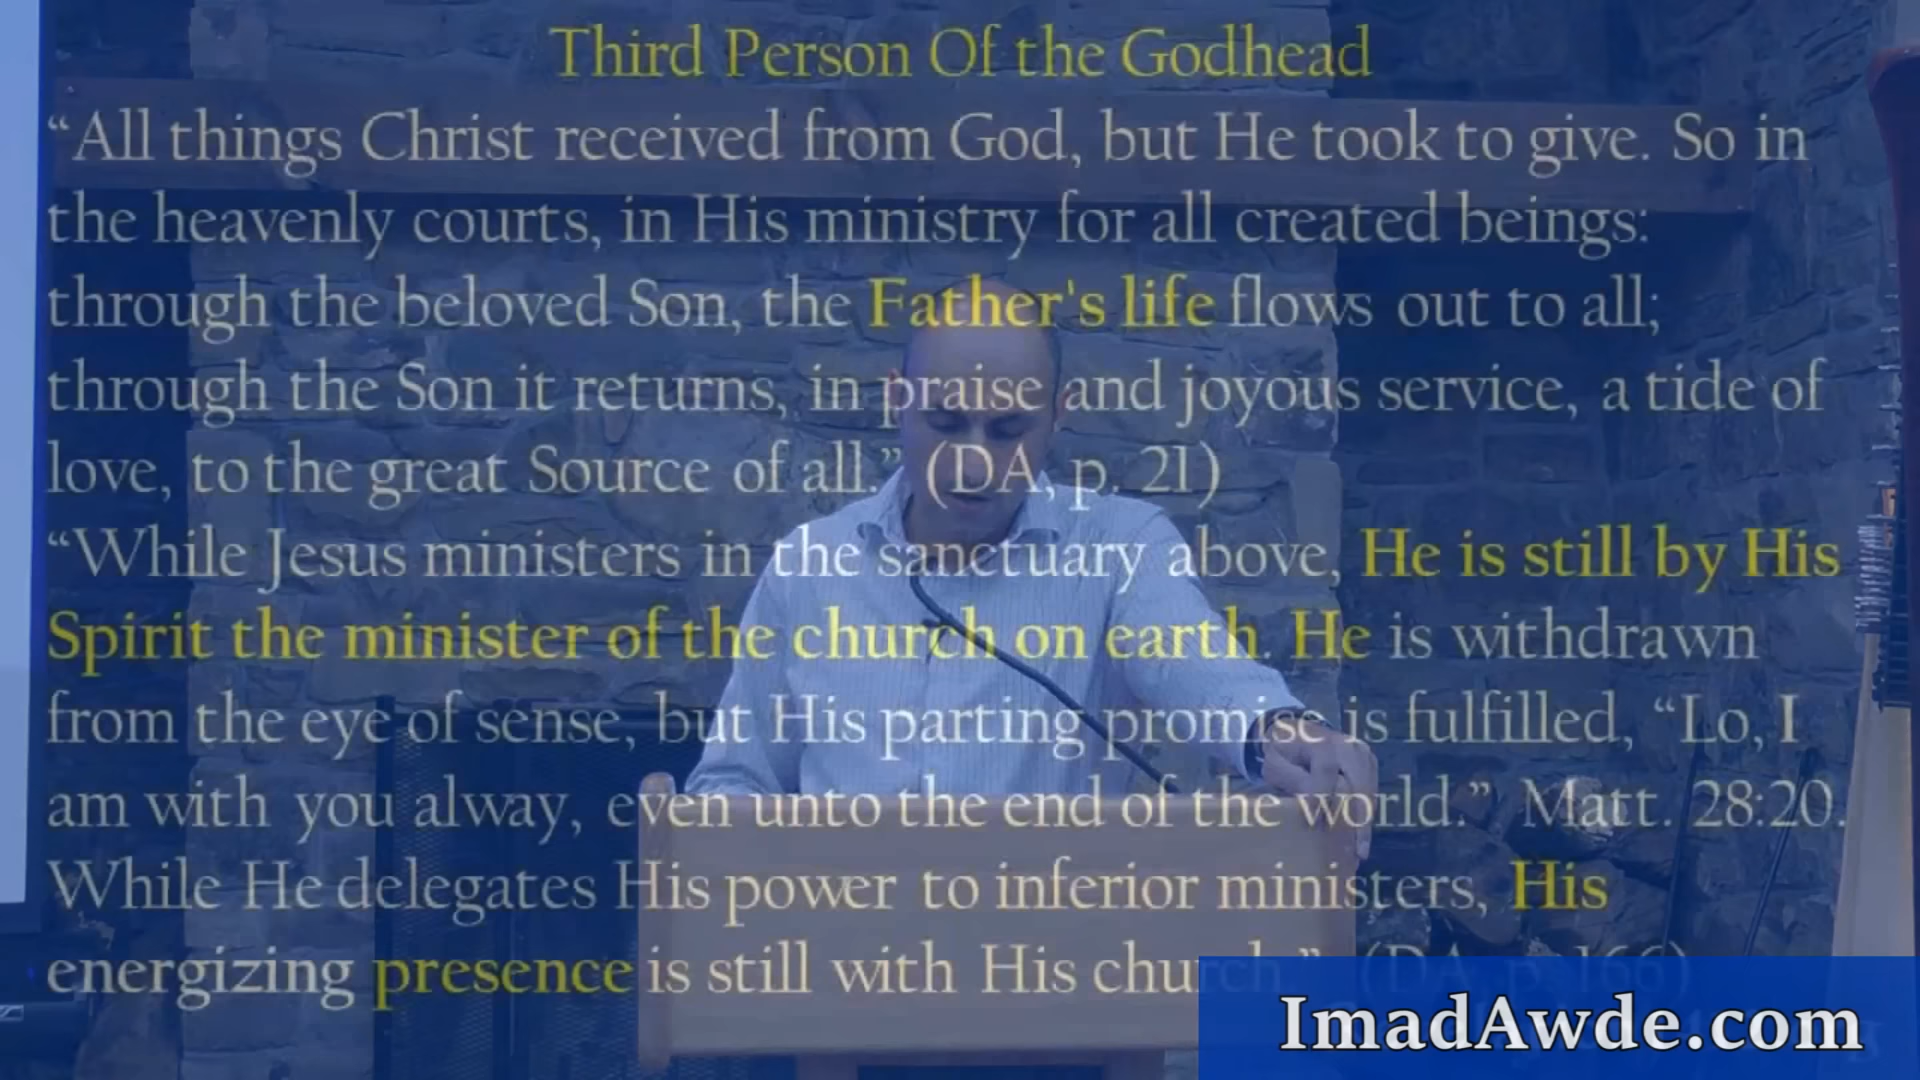 Third Person Of the Godhead
“All things Christ received from God, but He took to give. So in
the heavenly courts, in His ministry for all created beings:
through the beloved Son, the Father's life flows out to all;
through the Son it returns, in praise and joyous service, a tide of
love, to the great Source of all.” (DA, p. 21)
“While Jesus ministers in the sanctuary above, He is still by His
Spirit the minister of the church on earth. He is withdrawn
from the eye of sense, but His parting promise is fulfilled, “Lo, I
am with you alway, even unto the end of the world.” Matt. 28:20.
While He delegates His power to inferior ministers, His
energizing presence is still with His church.” (DA, p. 166)
ImadAwde.com